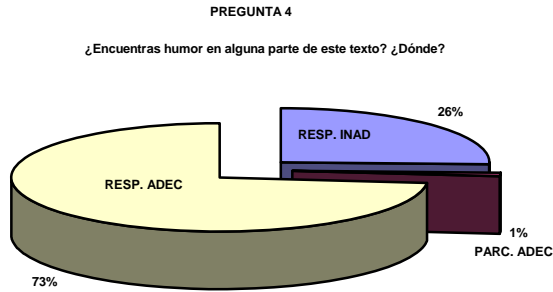 PREGUNTA 4
¿Encuentras humor en alguna parte de este texto? ¿Dónde?
26%
RESP. INAD
RESP. ADEC
1%
PARC. ADEC
73%